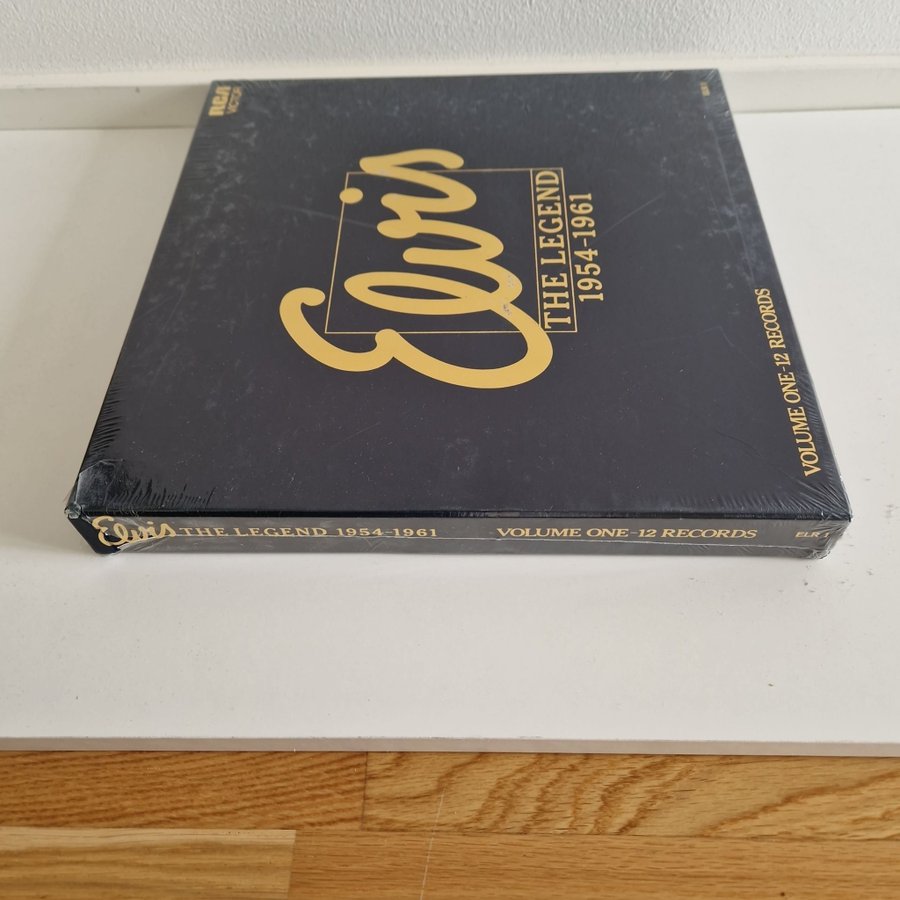 RCA
VICTOR
Elvis
THE LEGEND
1954-1961
VOLUME ONE-12 RECORDS
Elvis THE LEGEND 1954-1961 VOLUME ONE-12 RECORDS